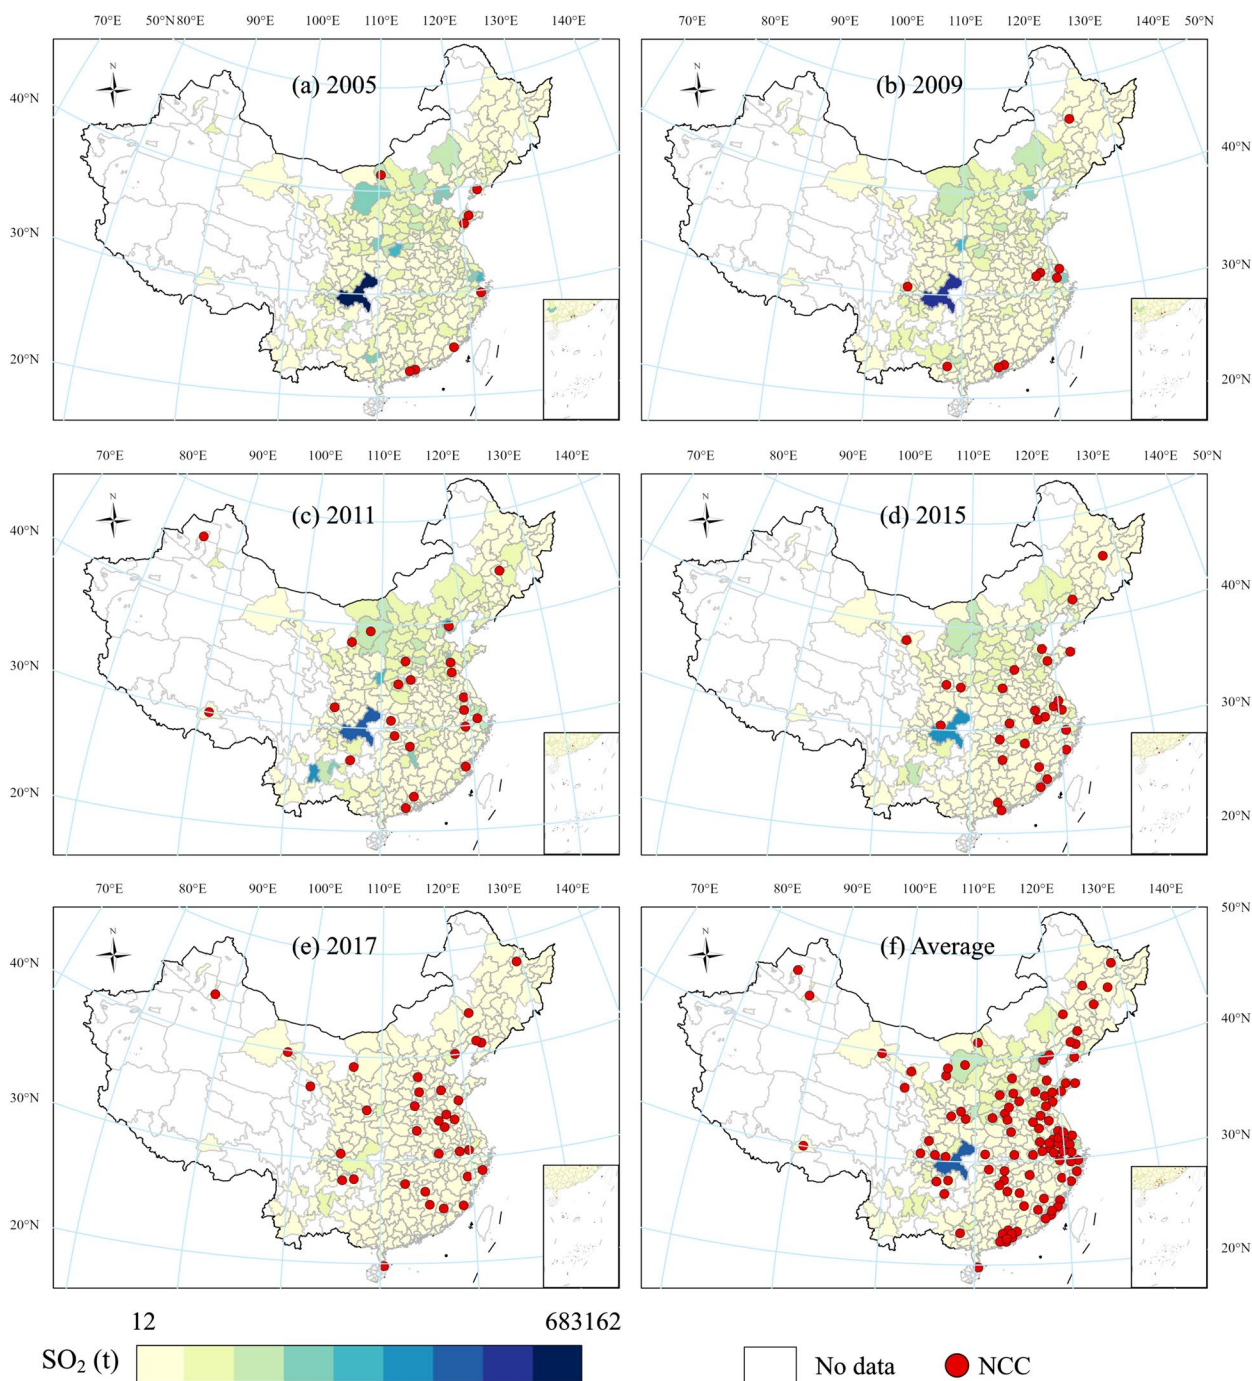 70°E 50°N 80°E 90°E 100°E 110°E 120°E 130°E 140°E
70°E 80°E 90°E 100°E 110°E 120°E 130°E 140°E 50°N
N (a) 2005
N (b) 2009
40°N
30°N
20°N
40°N
30°N
20°N
70°E 80°E 90°E 100°E 110°E 120°E 130°E 140°E
70°E 80°E 90°E 100°E 110°E 120°E 130°E 140°E 50°N
N (c) 2011
N (d) 2015
40°N
30°N
20°N
40°N
30°N
20°N
70°E 80°E 90°E 100°E 110°E 120°E 130°E 140°E
70°E 80°E 90°E 100°E 110°E 120°E 130°E 140°E 50°N
N (e) 2017
N (f) Average
40°N
30°N
20°N
40°N
30°N
20°N
12 683162
SO₂ (t)
No data NCC